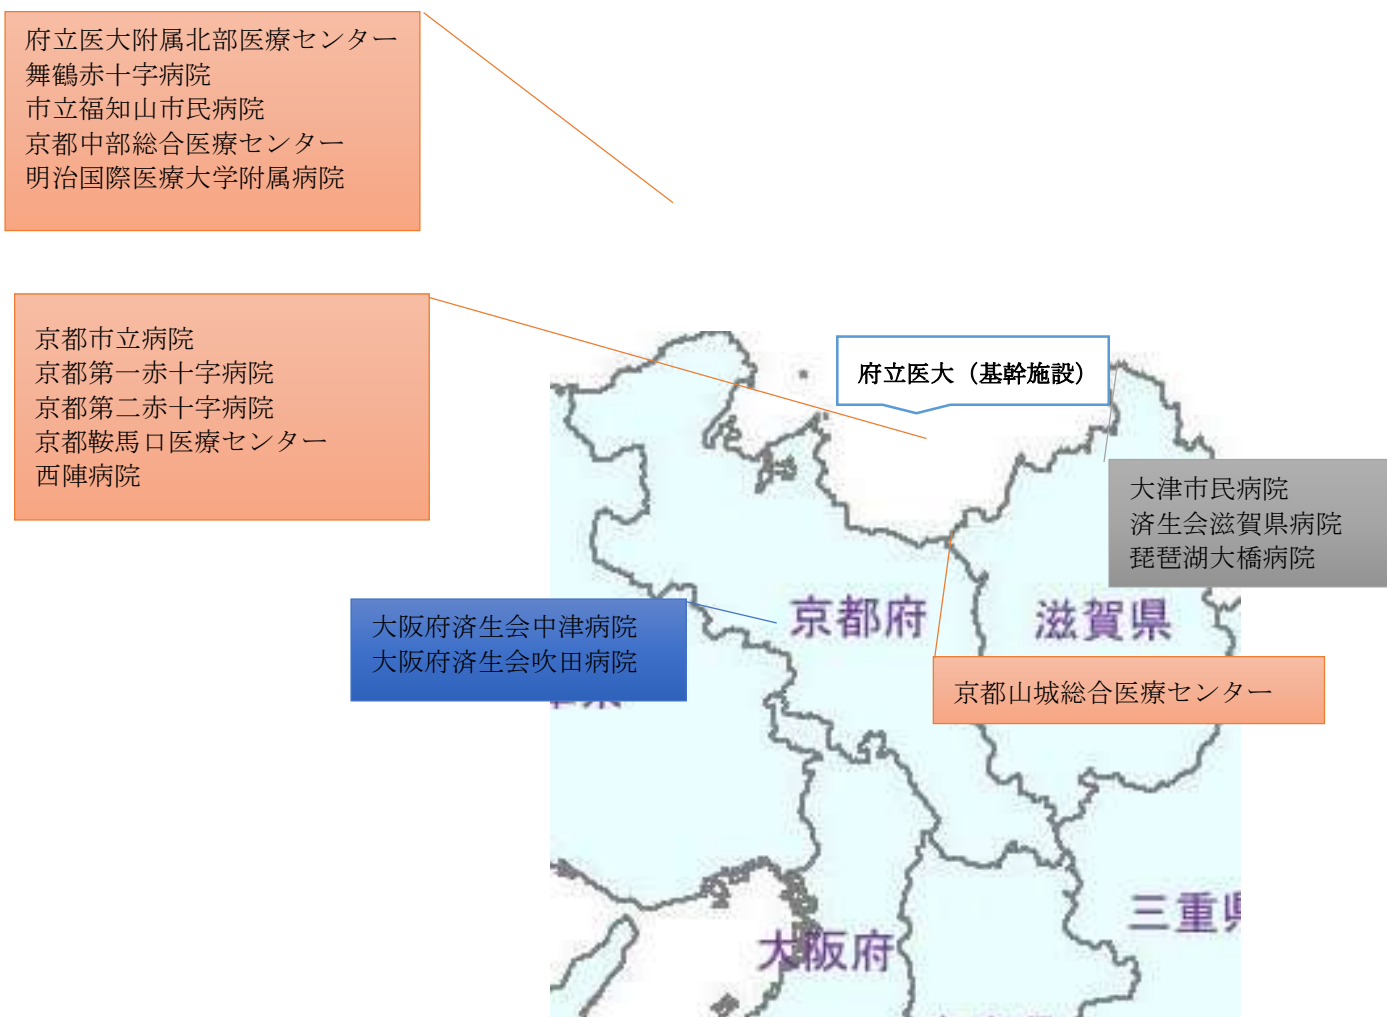 府立医大附属北部医療センター
舞鶴赤十字病院
市立福知山市民病院
京都中部総合医療センター
明治国際医療大学附属病院
京都市立病院
京都第一赤十字病院
京都第二赤十字病院
京都鞍馬口医療センター
西陣病院
府立医大（基幹施設）
大津市民病院
済生会滋賀県病院
琵琶湖大橋病院
大阪府済生会中津病院
大阪府済生会吹田病院
京都府
滋賀県
京都山城総合医療センター
三重県
大阪府